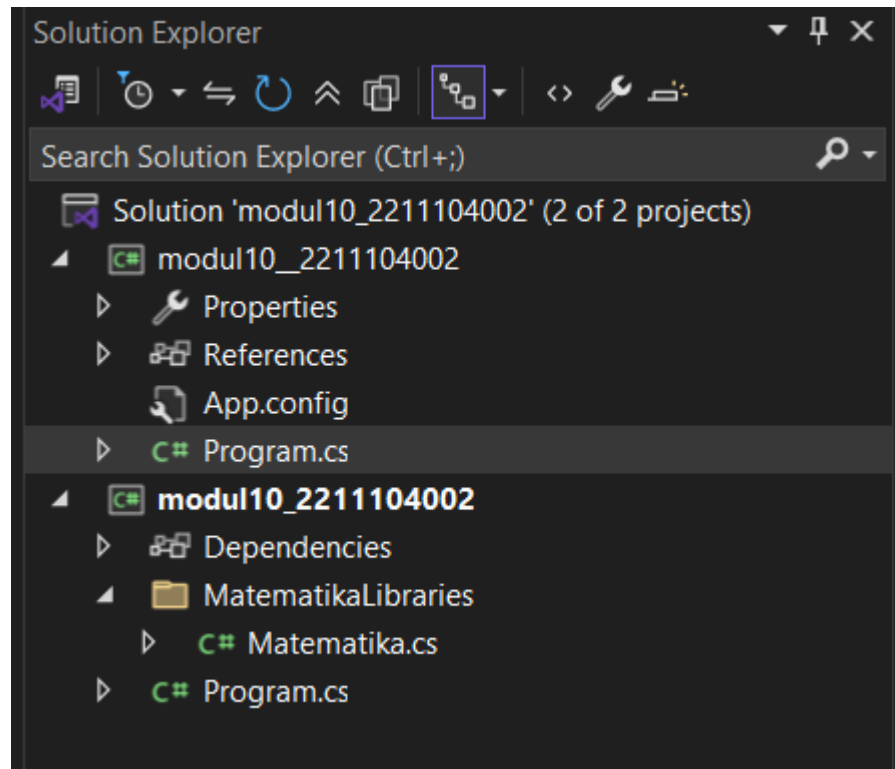 Solution Explorer
Search Solution Explorer (Ctrl+;)
Solution 'modul10_2211104002' (2 of 2 projects)
C# modul10__2211104002
Properties
References
App.config
C# Program.cs
C# modul10_2211104002
Dependencies
MatematikaLibraries
C# Matematika.cs
C# Program.cs